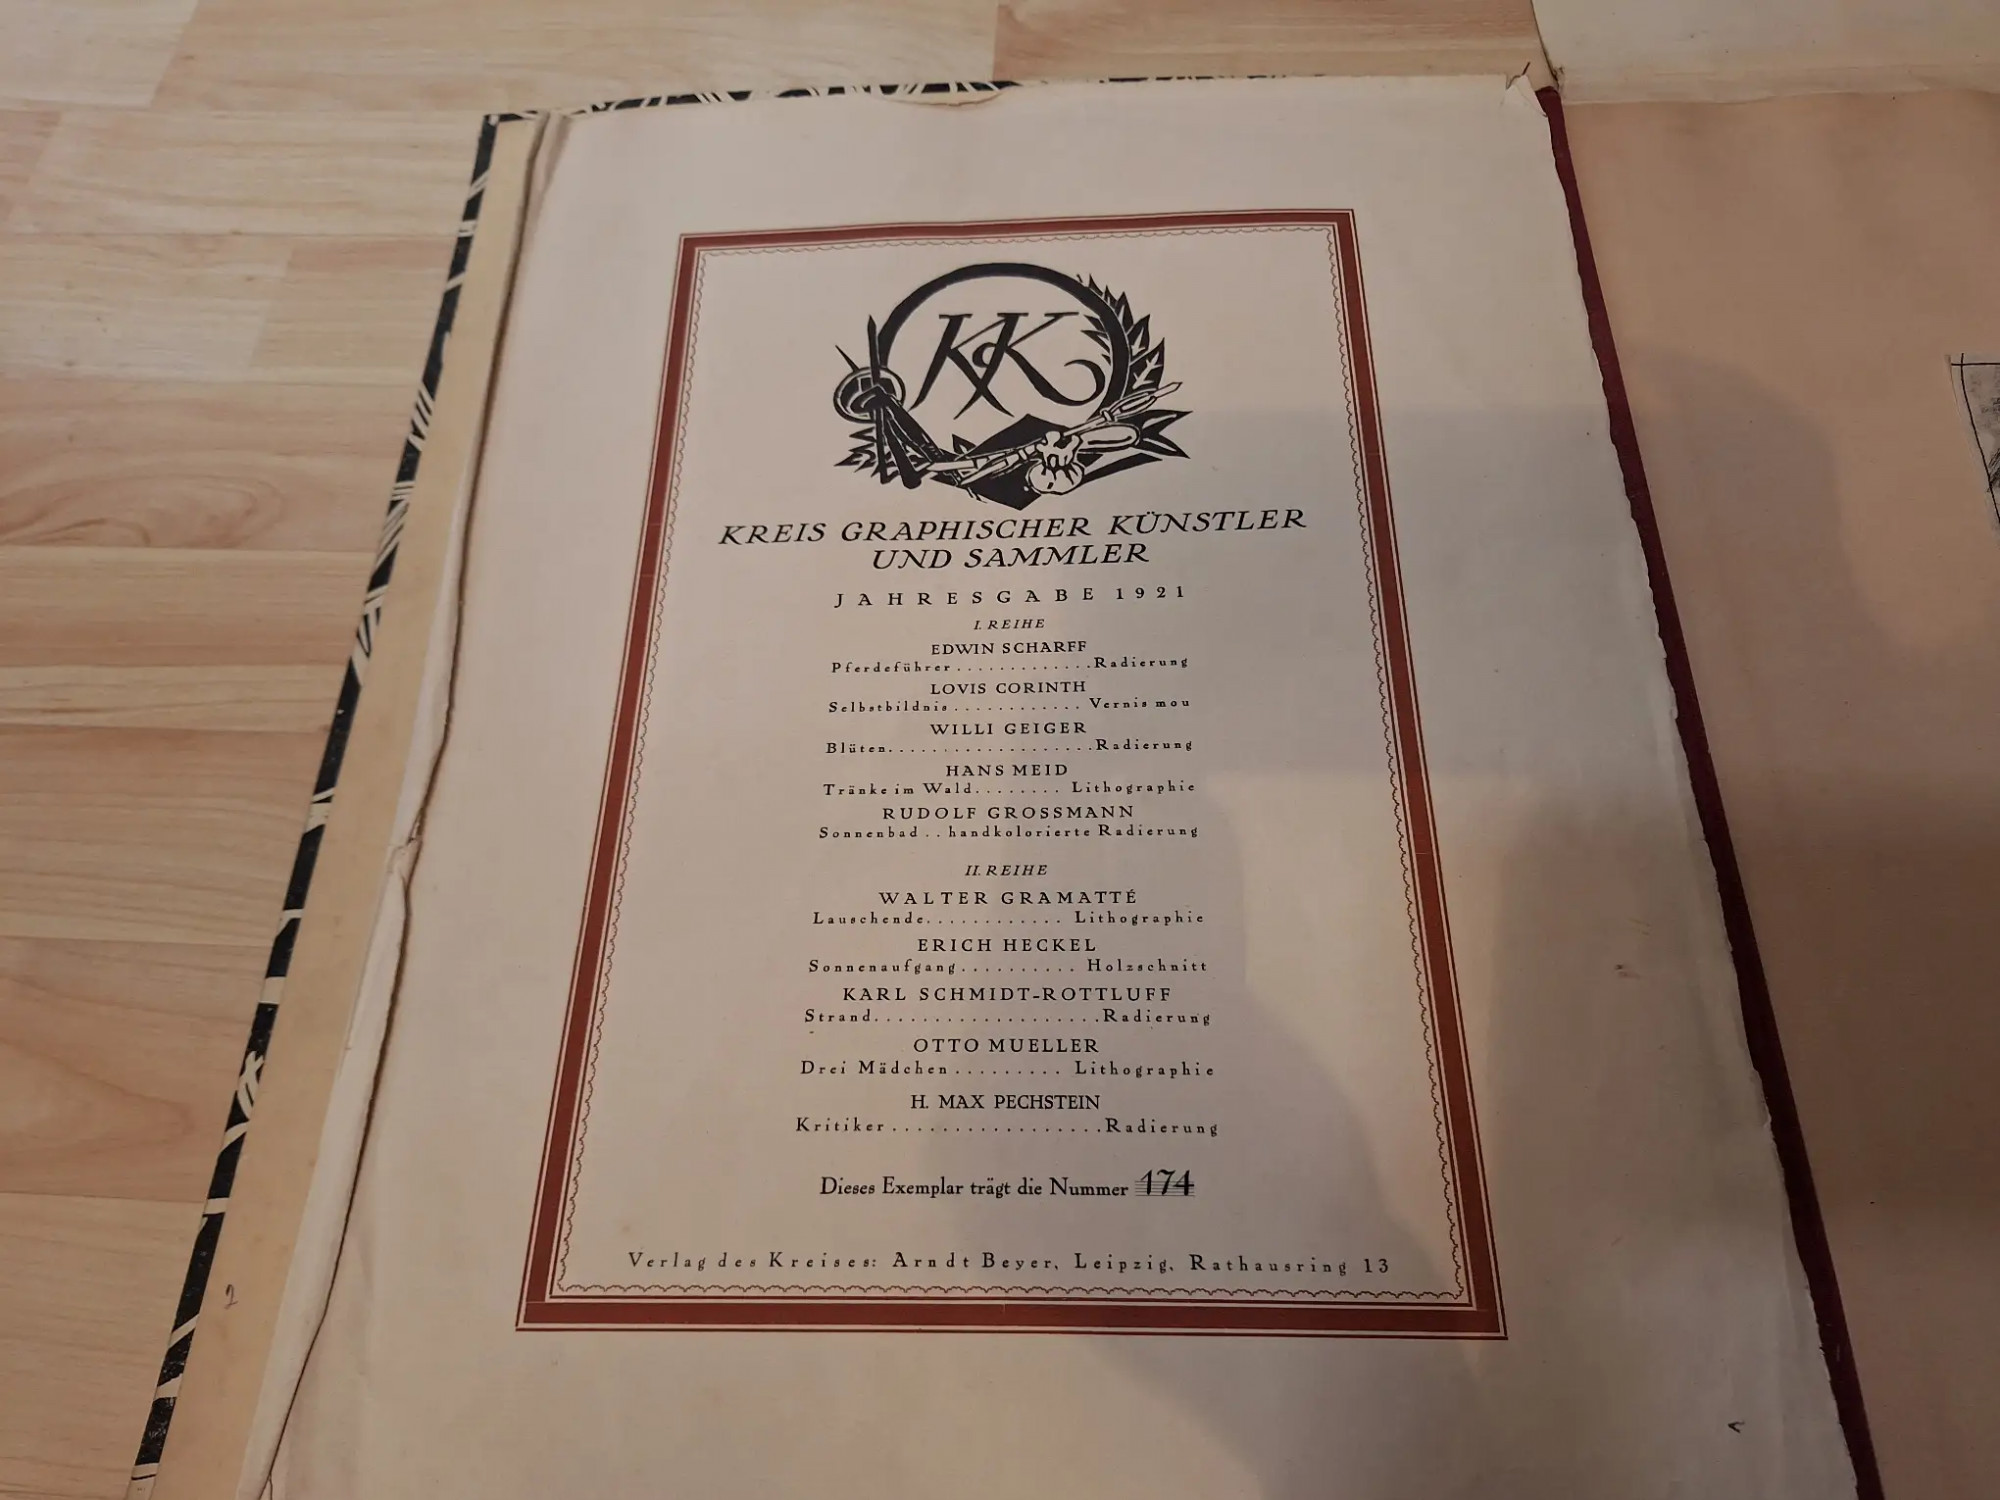 KK
KREIS GRAPHISCHER KÜNSTLER
UND SAMMLER
JAHRESGABE 1921
I. REIHE
EDWIN SCHARFF
Pferdeführer.............Radierung
LOVIS CORINTH
Selbstbildnis............ Vernis mou
WILLI GEIGER
Blüten...................Radierung
HANS MEID
Tränke im Wald........ Lithographie
RUDOLF GROSSMANN
Sonnenbad .. handkolorierte Radierung
II. REIHE
WALTER GRAMATTÉ
Lauschende............ Lithographie
ERICH HECKEL
Sonnenaufgang.......... Holzschnitt
KARL SCHMIDT-ROTTLUFF
Strand...................Radierung
OTTO MUELLER
Drei Mädchen......... Lithographie
H. MAX PECHSTEIN
Kritiker.................Radierung
Dieses Exemplar trägt die Nummer 174
Verlag des Kreises: Arndt Beyer, Leipzig, Rathausring 13
2